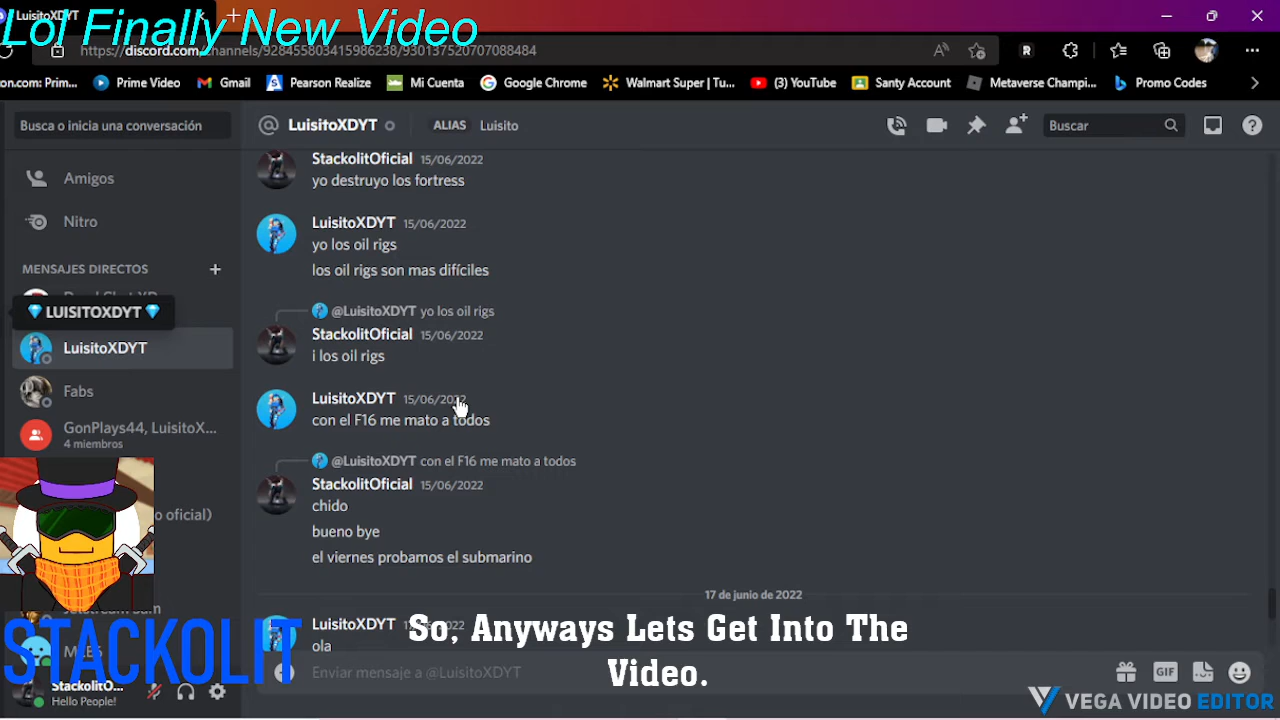 LuisitoXDYT
Lol Finally New Video
https://discord.com/channels/928455803415986238/930137520707088484
on.com: Prim...
Prime Video
Gmail
Pearson Realize
Mi Cuenta
Google Chrome
Walmart Super | Tu...
(3) YouTube
Santy Account
Metaverse Champi...
Promo Codes
Busca o inicia una conversación
LuisitoXDYT
ALIAS Luisito
Buscar
Amigos
Nitro
MENSAJES DIRECTOS
💎 LUISITOXDYT 💎
LuisitoXDYT
Fabs
GonPlays44, LuisitoX...
4 miembros
o oficial)
StackolitO...
Hello People!
StackolitOficial 15/06/2022
yo destruyo los fortress
LuisitoXDYT 15/06/2022
yo los oil rigs
los oil rigs son mas difíciles
@LuisitoXDYT yo los oil rigs
StackolitOficial 15/06/2022
i los oil rigs
LuisitoXDYT 15/06/2022
con el F16 me mato a todos
@LuisitoXDYT con el F16 me mato a todos
StackolitOficial 15/06/2022
chido
bueno bye
el viernes probamos el submarino
17 de junio de 2022
LuisitoXDYT
ola
Enviar mensaje a @LuisitoXDYT
GIF
STACKOLIT
So, Anyways Lets Get Into The
Video.
VEGA VIDEO EDITOR